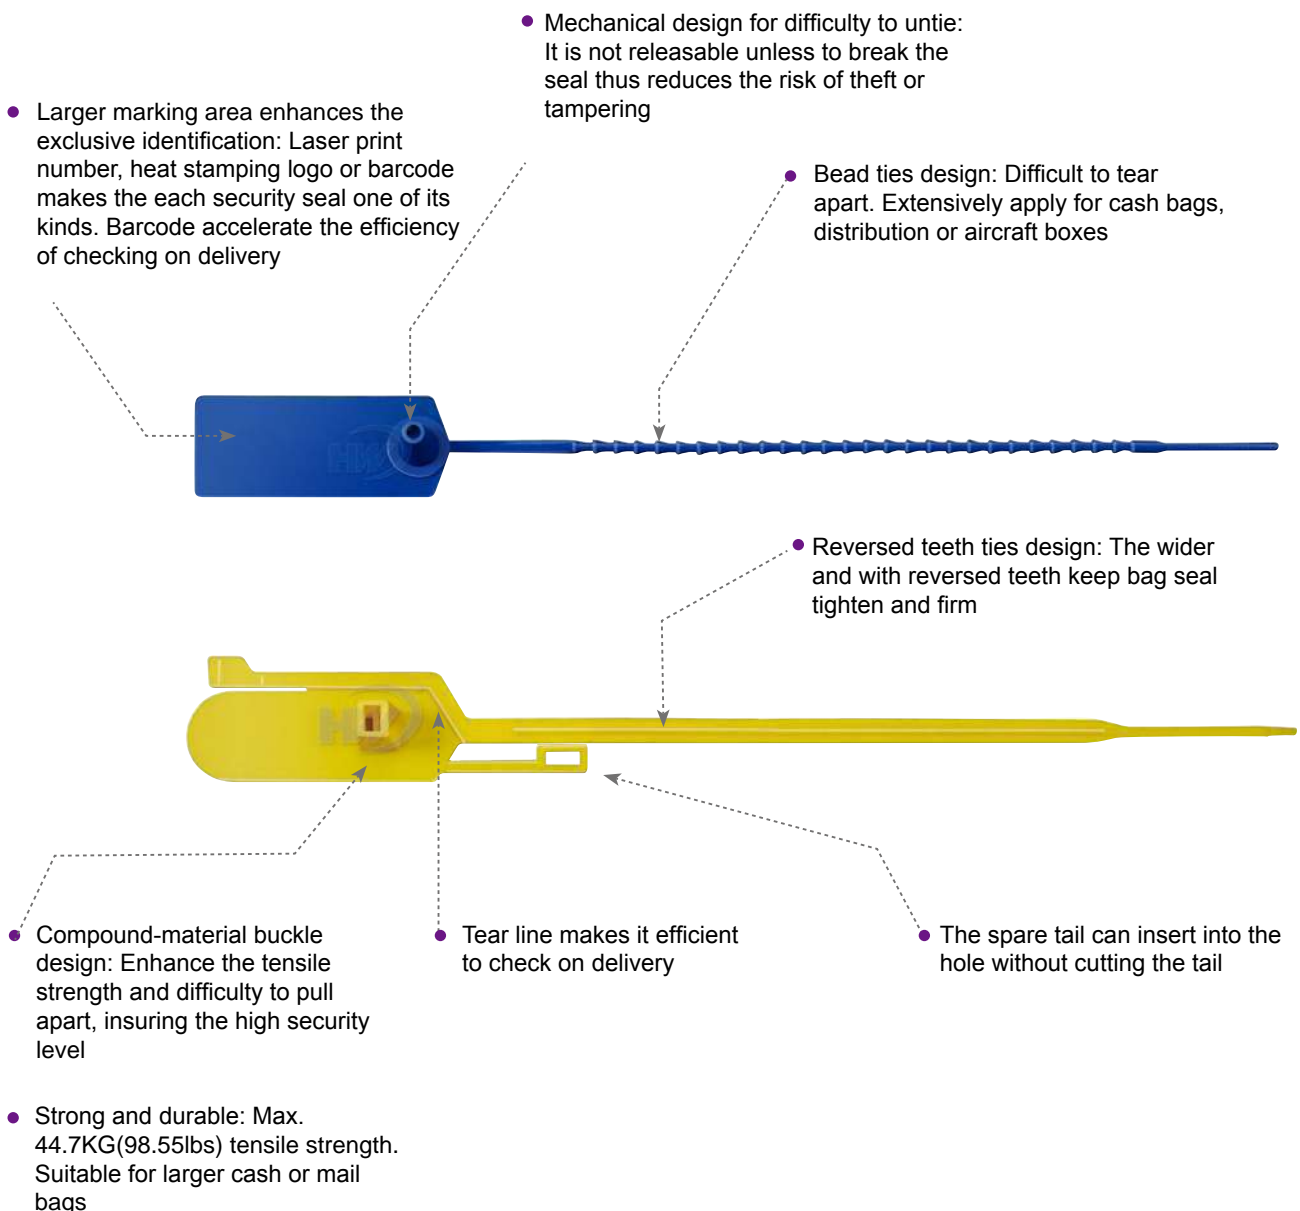 Mechanical design for difficulty to untie:
It is not releasable unless to break the
seal thus reduces the risk of theft or
tampering
Larger marking area enhances the
exclusive identification: Laser print
number, heat stamping logo or barcode
makes the each security seal one of its
kinds. Barcode accelerate the efficiency
of checking on delivery
Bead ties design: Difficult to tear
apart. Extensively apply for cash bags,
distribution or aircraft boxes
Reversed teeth ties design: The wider
and with reversed teeth keep bag seal
tighten and firm
Compound-material buckle
design: Enhance the tensile
strength and difficulty to pull
apart, insuring the high security
level
Tear line makes it efficient
to check on delivery
The spare tail can insert into the
hole without cutting the tail
Strong and durable: Max.
44.7KG(98.55lbs) tensile strength.
Suitable for larger cash or mail
bags